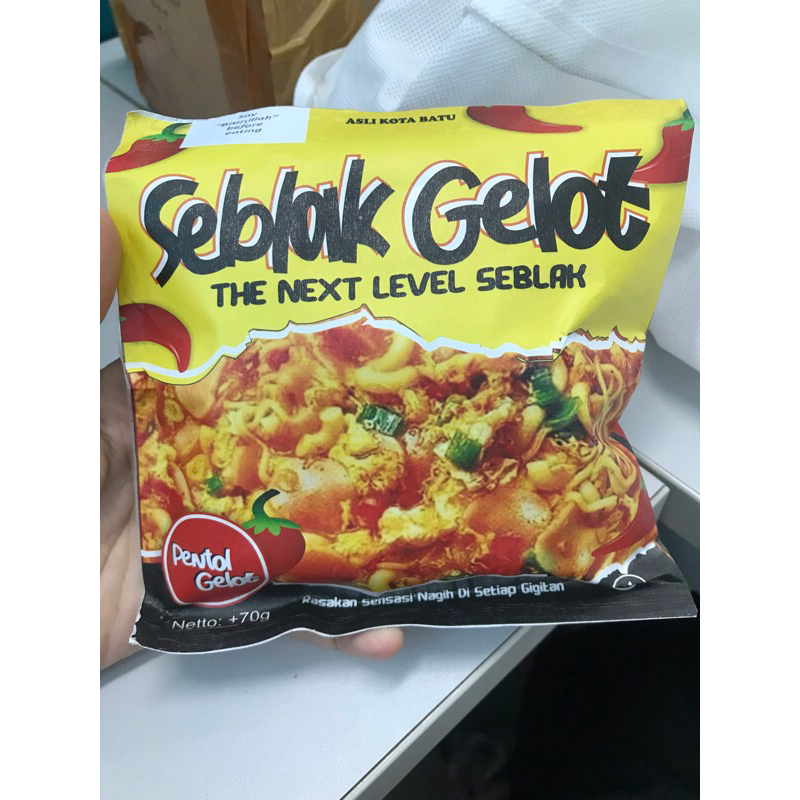 Say
"Bismillah"
before
eating
ASLI KOTA BATU
Seblak Gelot
THE NEXT LEVEL SEBLAK
Pentol
Gelot
Rasakan Sensasi Nagih Di Setiap Gigitan
Netto: +70g